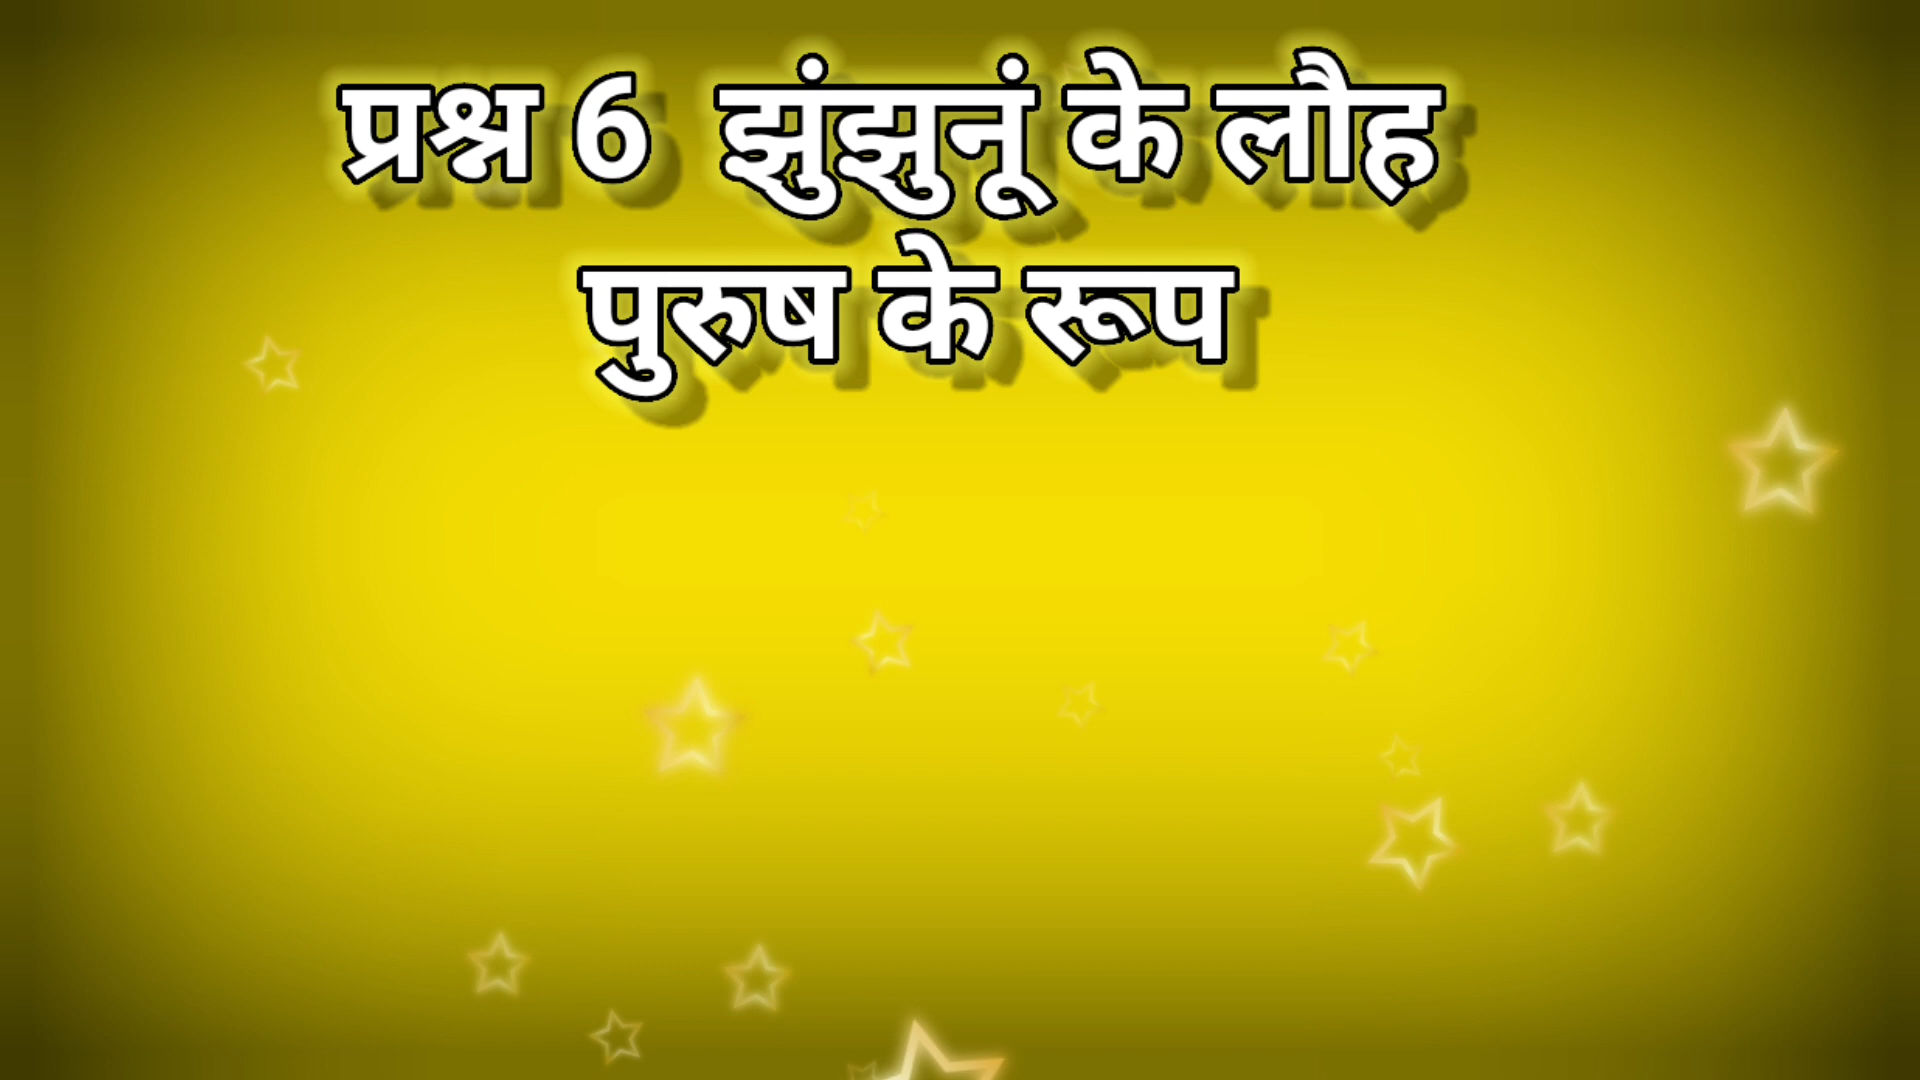 प्रश्न 6 झुंझुनूं के लौह
पुरुष के रूप